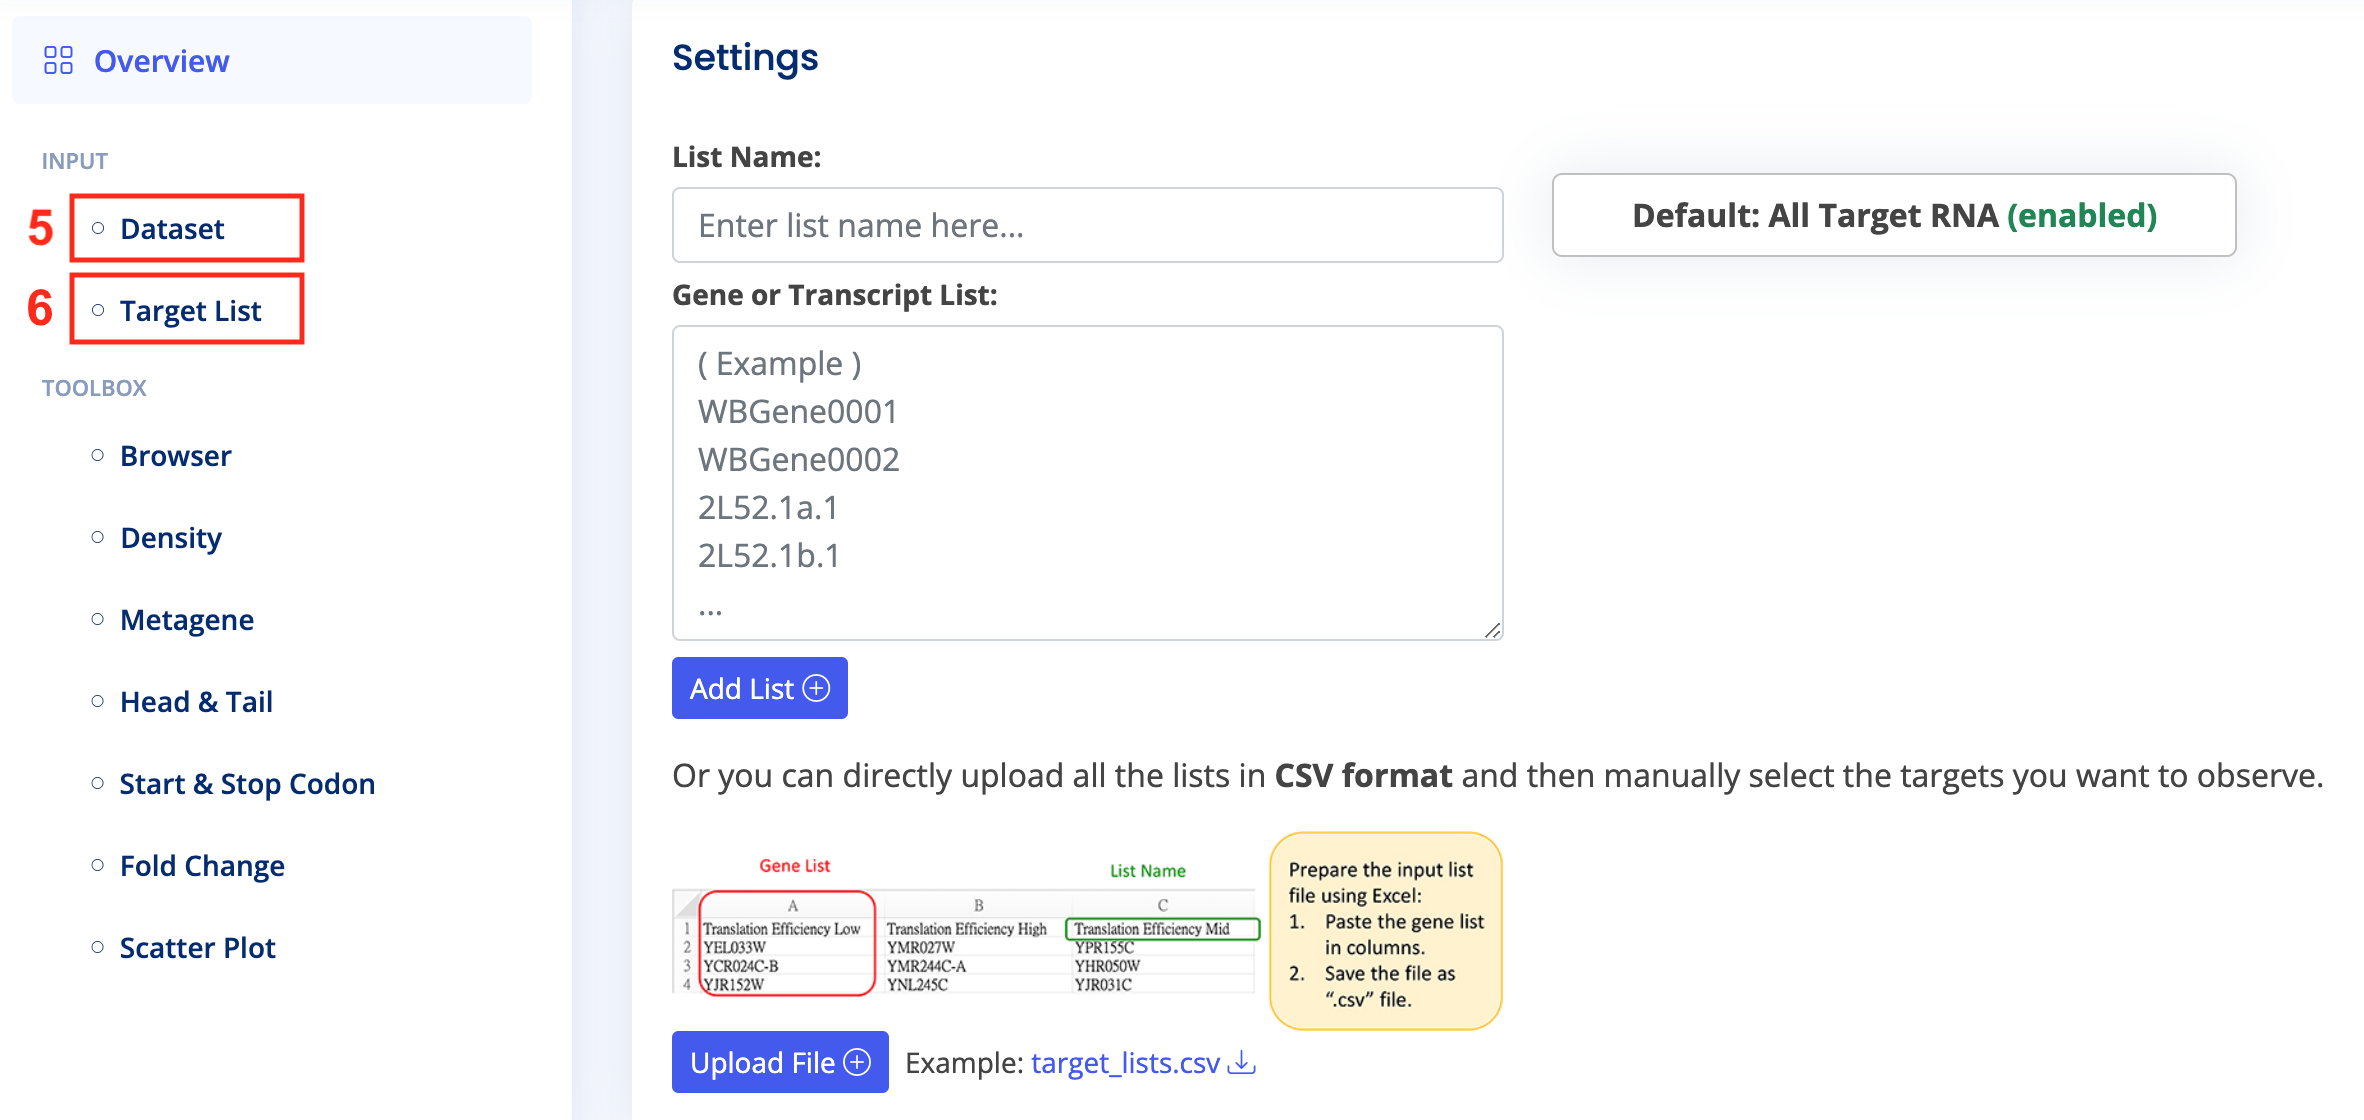 Overview
INPUT
5 Dataset
6 Target List
TOOLBOX
Browser
Density
Metagene
Head & Tail
Start & Stop Codon
Fold Change
Scatter Plot
Settings
List Name:
Enter list name here...
Default: All Target RNA (enabled)
Gene or Transcript List:
( Example )
WBGene0001
WBGene0002
2L52.1a.1
2L52.1b.1
...
Add List
Or you can directly upload all the lists in CSV format and then manually select the targets you want to observe.
Gene List
List Name
A B C
1 Translation Efficiency Low Translation Efficiency High Translation Efficiency Mid
2 YEL033W YMR027W YPR155C
3 YCR024C-B YMR244C-A YHR050W
4 YJR152W YNL245C YJR031C
Prepare the input list
file using Excel:
1. Paste the gene list
in columns.
2. Save the file as
“.csv” file.
Upload File
Example: target_lists.csv